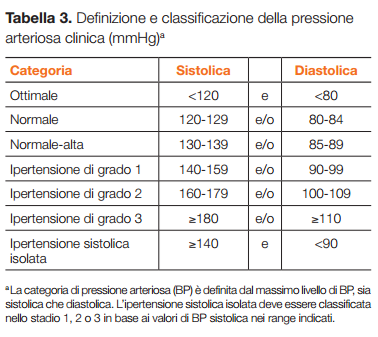 Tabella 3. Definizione e classificazione della pressione
arteriosa clinica (mmHg)ᵃ
Categoria Sistolica Diastolica
Ottimale <120 e <80
Normale 120-129 e/o 80-84
Normale-alta 130-139 e/o 85-89
Ipertensione di grado 1 140-159 e/o 90-99
Ipertensione di grado 2 160-179 e/o 100-109
Ipertensione di grado 3 ≥180 e/o ≥110
Ipertensione sistolica
isolata ≥140 e <90
ᵃLa categoria di pressione arteriosa (BP) è definita dal massimo livello di BP, sia
sistolica che diastolica. L'ipertensione sistolica isolata deve essere classificata
nello stadio 1, 2 o 3 in base ai valori di BP sistolica nei range indicati.